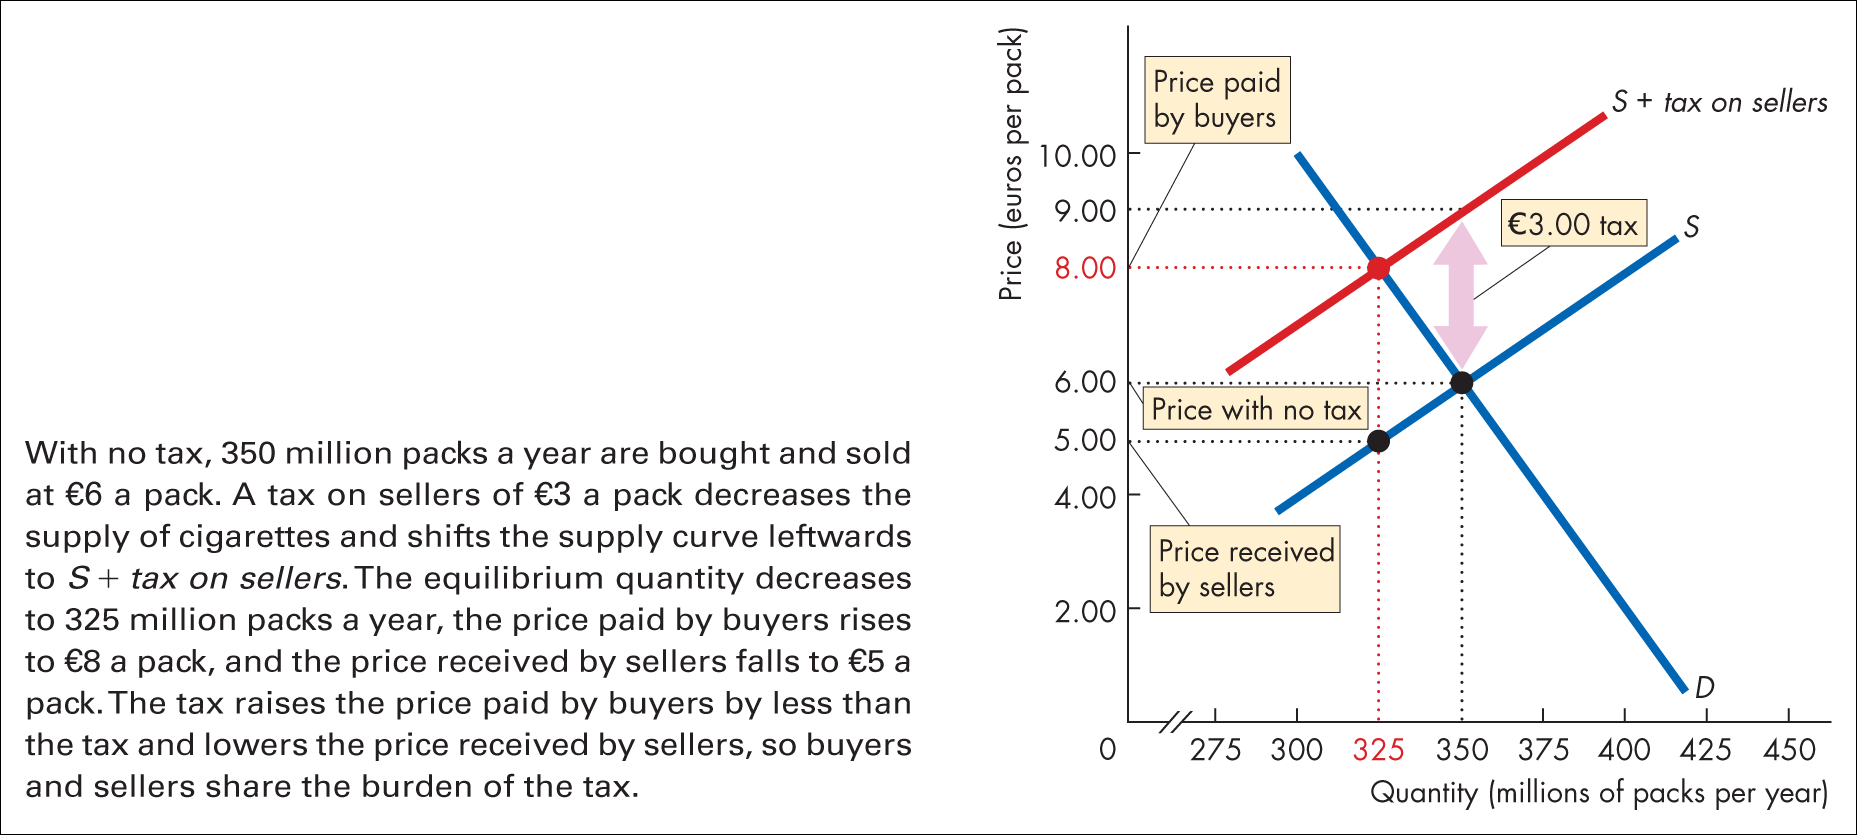 With no tax, 350 million packs a year are bought and sold
at €6 a pack. A tax on sellers of €3 a pack decreases the
supply of cigarettes and shifts the supply curve leftwards
to S + tax on sellers. The equilibrium quantity decreases
to 325 million packs a year, the price paid by buyers rises
to €8 a pack, and the price received by sellers falls to €5 a
pack. The tax raises the price paid by buyers by less than
the tax and lowers the price received by sellers, so buyers
and sellers share the burden of the tax.
Price (euros per pack)
Price paid
by buyers
S + tax on sellers
10.00
9.00
€3.00 tax
S
8.00
6.00
Price with no tax
5.00
4.00
Price received
by sellers
2.00
D
0 275 300 325 350 375 400 425 450
Quantity (millions of packs per year)